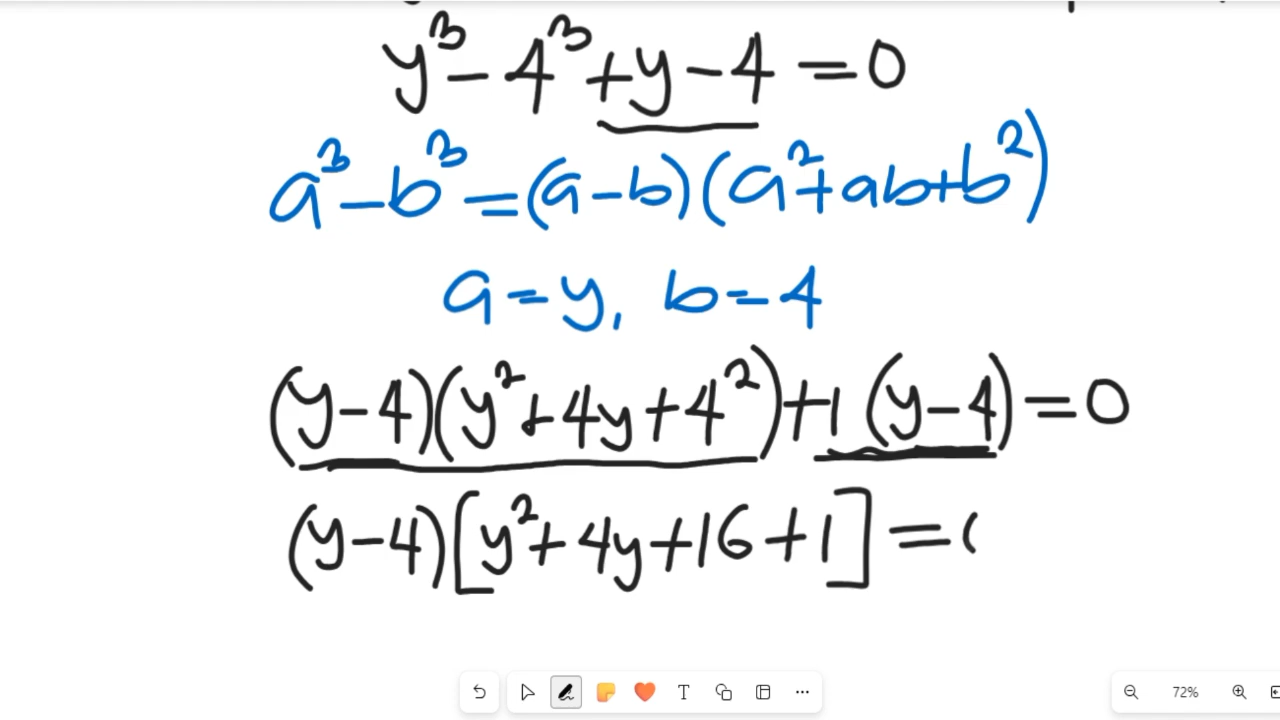 y³ - 4³ + y - 4 = 0
a³ - b³ = (a - b)(a² + ab + b²)
a = y, b = 4
(y - 4)(y² + 4y + 4²) + 1(y - 4) = 0
(y - 4)[y² + 4y + 16 + 1] = (
T
72%